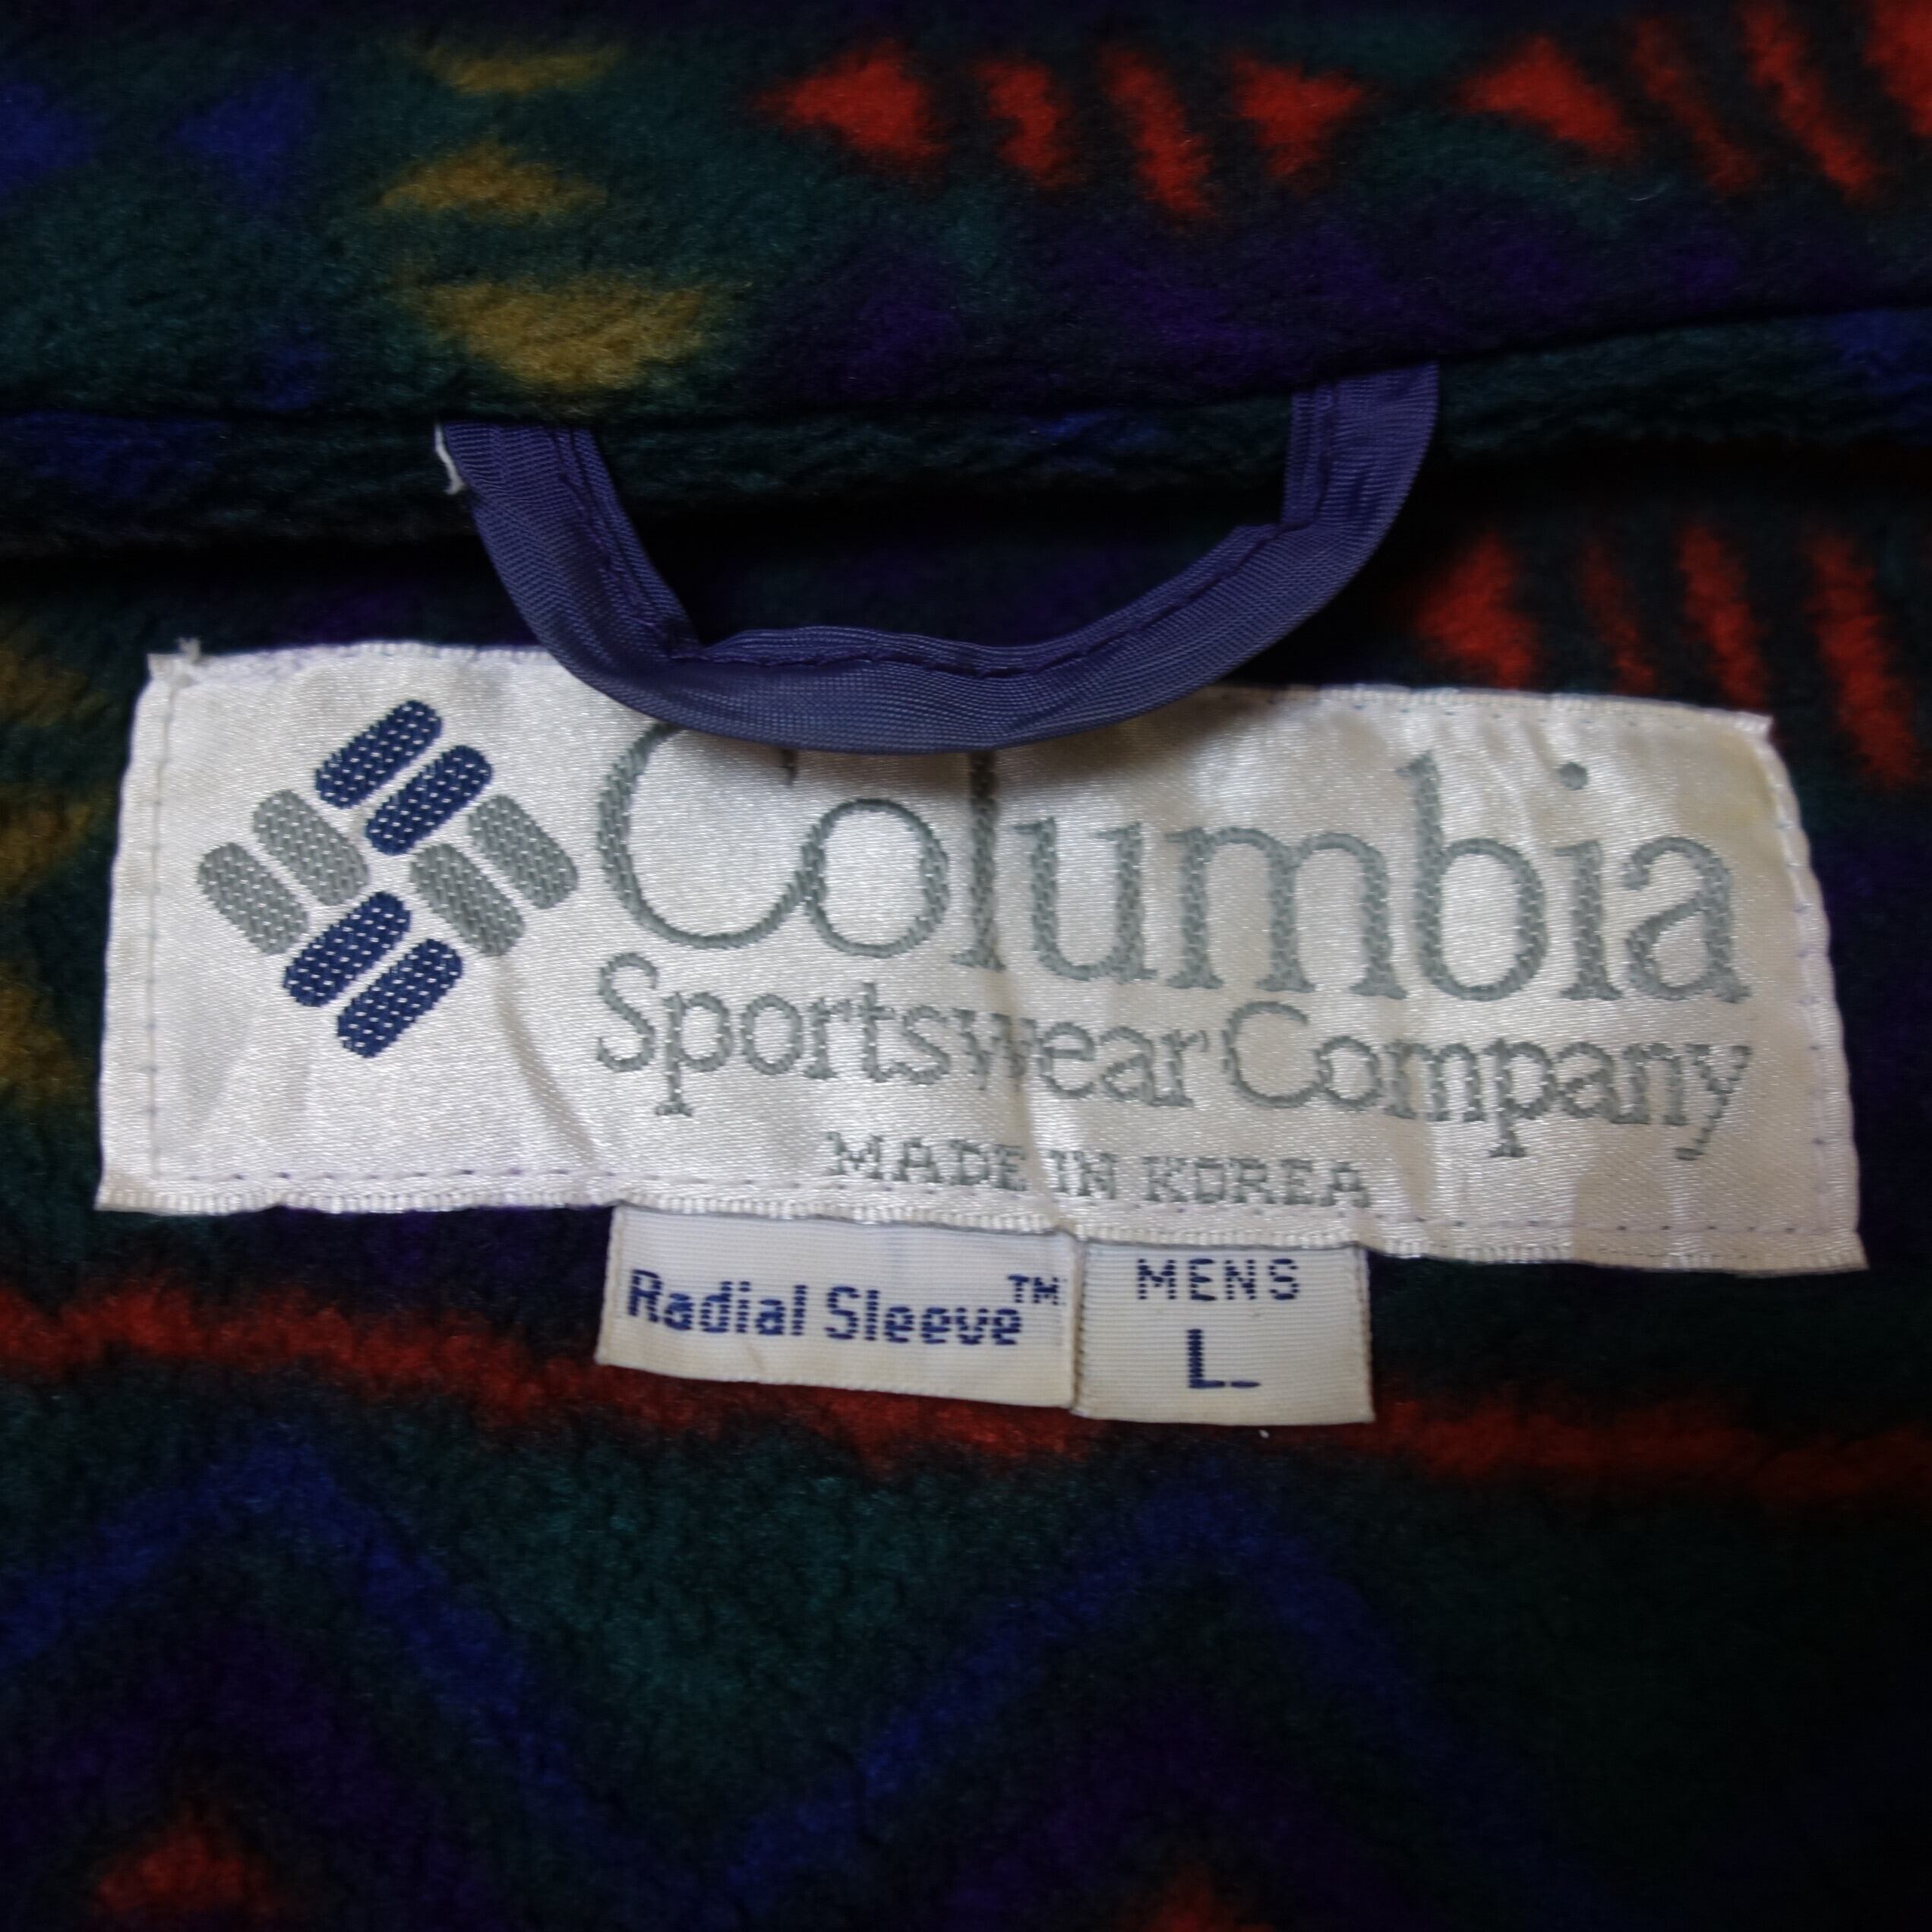 Columbia
Sportswear Company
MADE IN KOREA
Radial Sleeve™
MENS
L